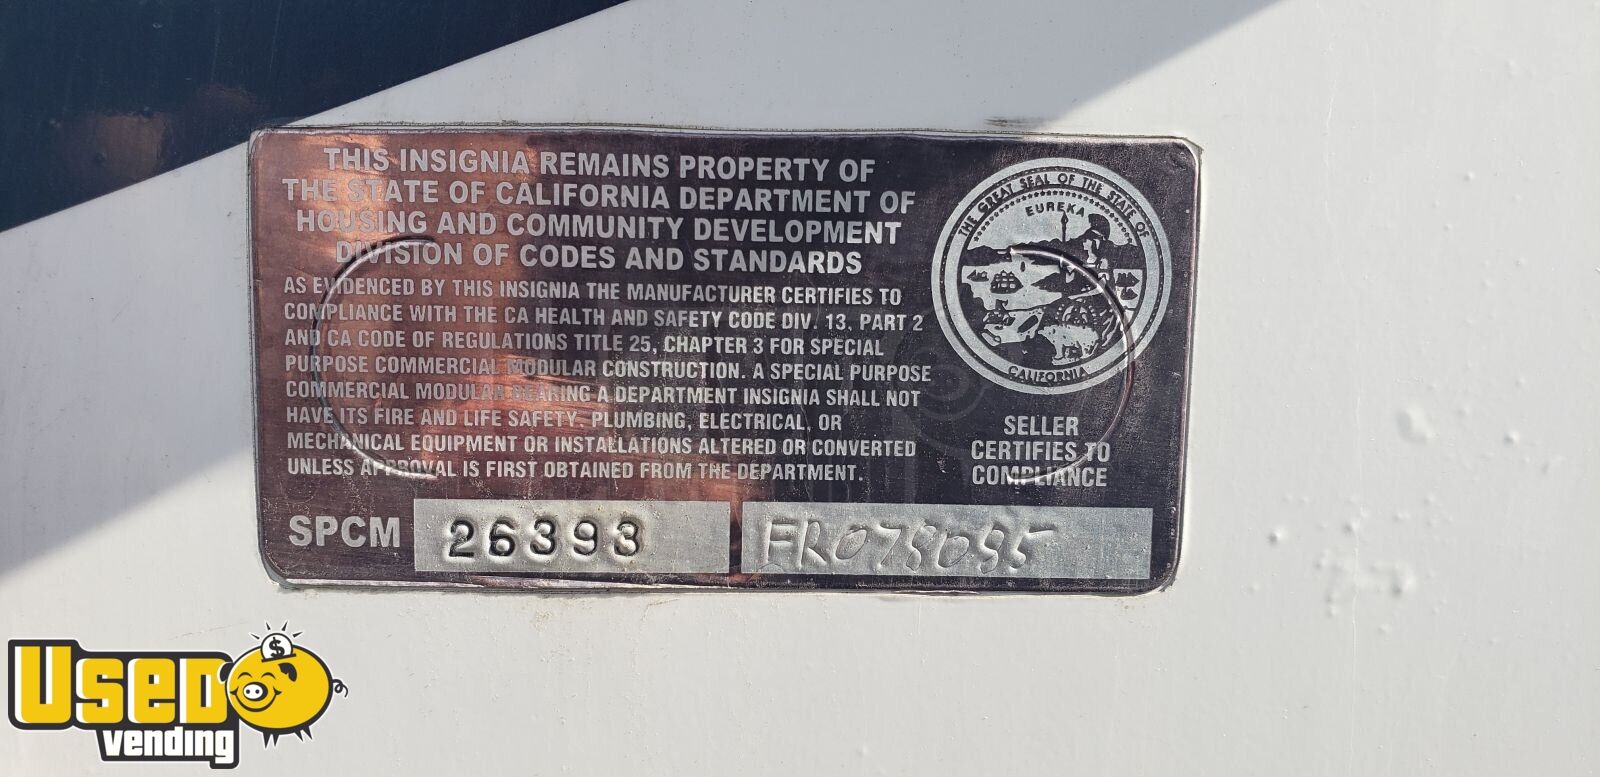 THIS INSIGNIA REMAINS PROPERTY OF
THE STATE OF CALIFORNIA DEPARTMENT OF
HOUSING AND COMMUNITY DEVELOPMENT
DIVISION OF CODES AND STANDARDS
AS EVIDENCED BY THIS INSIGNIA THE MANUFACTURER CERTIFIES TO
COMPLIANCE WITH THE CA HEALTH AND SAFETY CODE DIV. 13, PART 2
AND CA CODE OF REGULATIONS TITLE 25, CHAPTER 3 FOR SPECIAL
PURPOSE COMMERCIAL MODULAR CONSTRUCTION. A SPECIAL PURPOSE
COMMERCIAL MODULAR BEARING A DEPARTMENT INSIGNIA SHALL NOT
HAVE ITS FIRE AND LIFE SAFETY, PLUMBING, ELECTRICAL, OR
MECHANICAL EQUIPMENT OR INSTALLATIONS ALTERED OR CONVERTED
UNLESS APPROVAL IS FIRST OBTAINED FROM THE DEPARTMENT.
THE GREAT SEAL OF THE STATE OF
EUREKA
CALIFORNIA
SELLER
CERTIFIES TO
COMPLIANCE
SPCM 26393
USED
vending
$